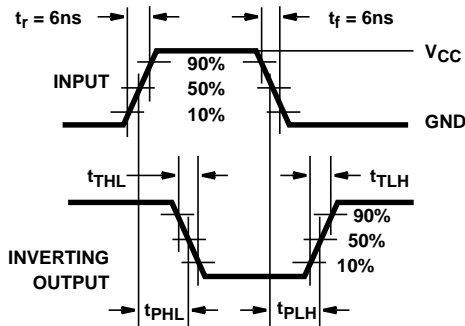 tr = 6ns
tf = 6ns
VCC
90%
INPUT
50%
10%
GND
tTHL
tTLH
90%
50%
INVERTING
OUTPUT
10%
tPHL
tPLH